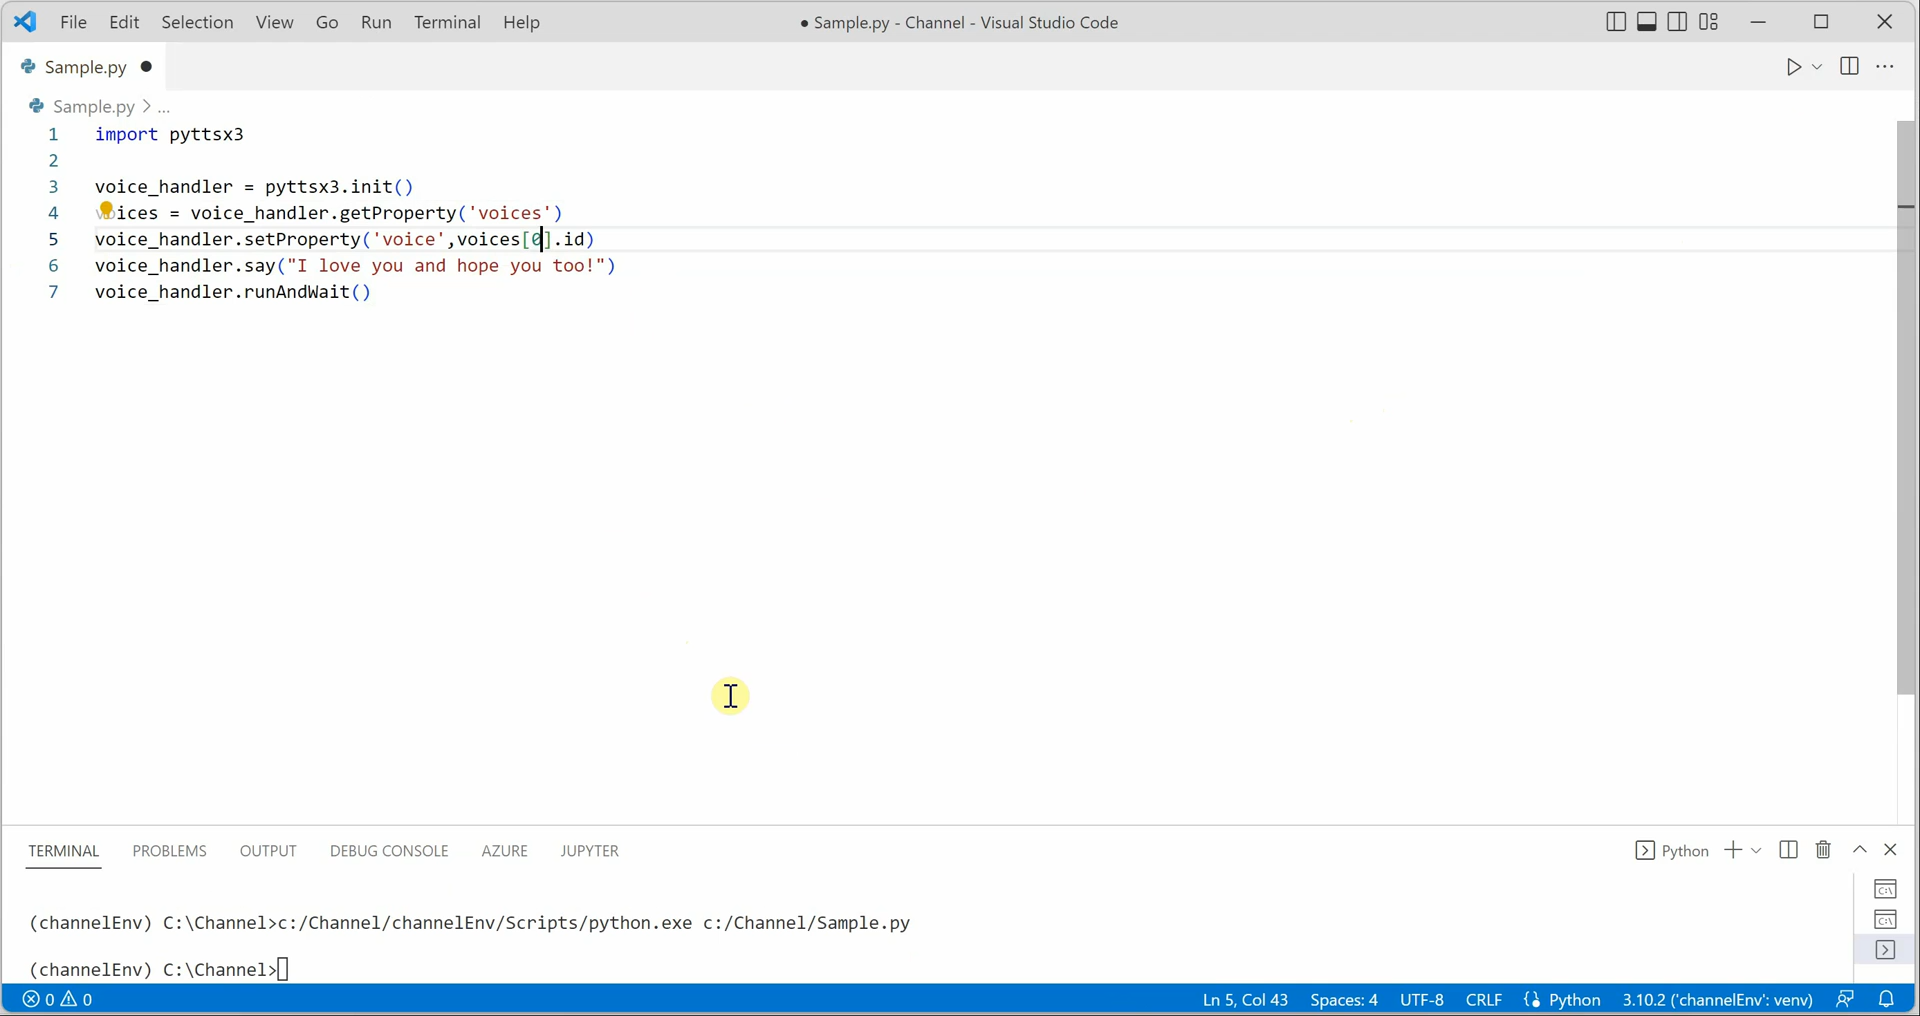 File Edit Selection View Go Run Terminal Help ● Sample.py - Channel - Visual Studio Code
Sample.py ●
Sample.py > ...
1 import pyttsx3
2
3 voice_handler = pyttsx3.init()
4 voices = voice_handler.getProperty('voices')
5 voice_handler.setProperty('voice',voices[0].id)
6 voice_handler.say("I love you and hope you too!")
7 voice_handler.runAndWait()
TERMINAL PROBLEMS OUTPUT DEBUG CONSOLE AZURE JUPYTER Python
(channelEnv) C:\Channel>c:/Channel/channelEnv/Scripts/python.exe c:/Channel/Sample.py
(channelEnv) C:\Channel>
0 0 Ln 5, Col 43 Spaces: 4 UTF-8 CRLF Python 3.10.2 ('channelEnv': venv)